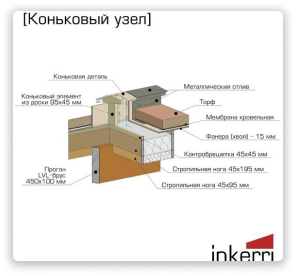 [Коньковый узел]
Коньковая деталь
Металлический отлив
Коньковый элемент
из доски 95х45 мм
Торф
Мембрана кровельная
Фанера (хвоя) – 15 мм
Контробрешетка 45х45 мм
Прогон
LVL-брус
450х100 мм
Стропильная нога 45х195 мм
Стропильная нога 45х95 мм
inkerri